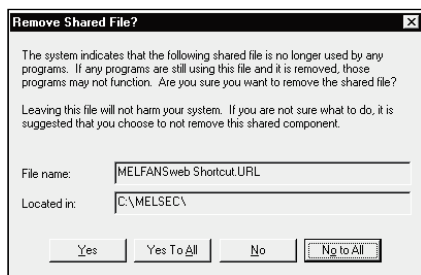 Remove Shared File?
The system indicates that the following shared file is no longer used by any
programs. If any programs are still using this file and it is removed, those
programs may not function. Are you sure you want to remove the shared file?
Leaving this file will not harm your system. If you are not sure what to do, it is
suggested that you choose to not remove this shared component.
File name: MELFANSweb Shortcut.URL
Located in: C:\MELSEC\
Yes Yes To All No No to All